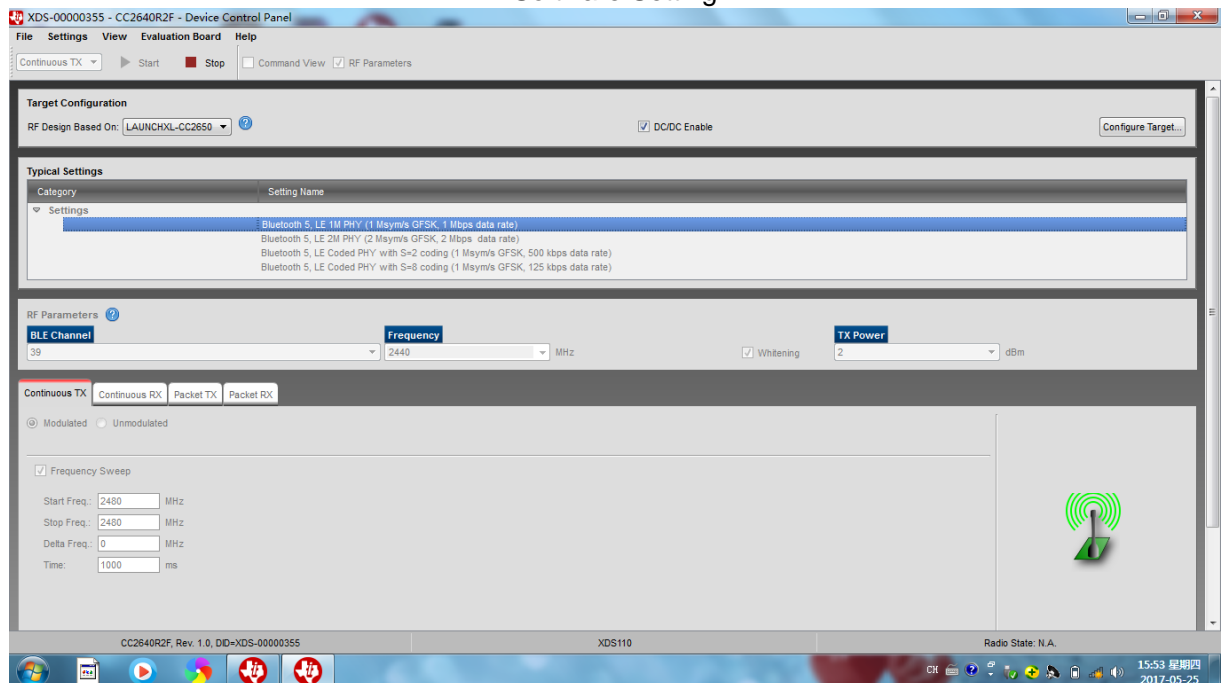 XDS-00000355 - CC2640R2F - Device Control Panel
File Settings View Evaluation Board Help
Continuous TX Start Stop Command View RF Parameters
Target Configuration
RF Design Based On: LAUNCHXL-CC2650 DC/DC Enable Configure Target...
Typical Settings
Category Setting Name
Settings
Bluetooth 5, LE 1M PHY (1 Msym/s GFSK, 1 Mbps data rate)
Bluetooth 5, LE 2M PHY (2 Msym/s GFSK, 2 Mbps data rate)
Bluetooth 5, LE Coded PHY with S=2 coding (1 Msym/s GFSK, 500 kbps data rate)
Bluetooth 5, LE Coded PHY with S=8 coding (1 Msym/s GFSK, 125 kbps data rate)
RF Parameters
BLE Channel Frequency TX Power
39 2440 MHz Whitening 2 dBm
Continuous TX Continuous RX Packet TX Packet RX
Modulated Unmodulated
Frequency Sweep
Start Freq.: 2480 MHz
Stop Freq.: 2480 MHz
Delta Freq.: 0 MHz
Time: 1000 ms
CC2640R2F, Rev. 1.0, DID=XDS-00000355 XDS110 Radio State: N.A.
CH 15:53 星期四
2017-05-25